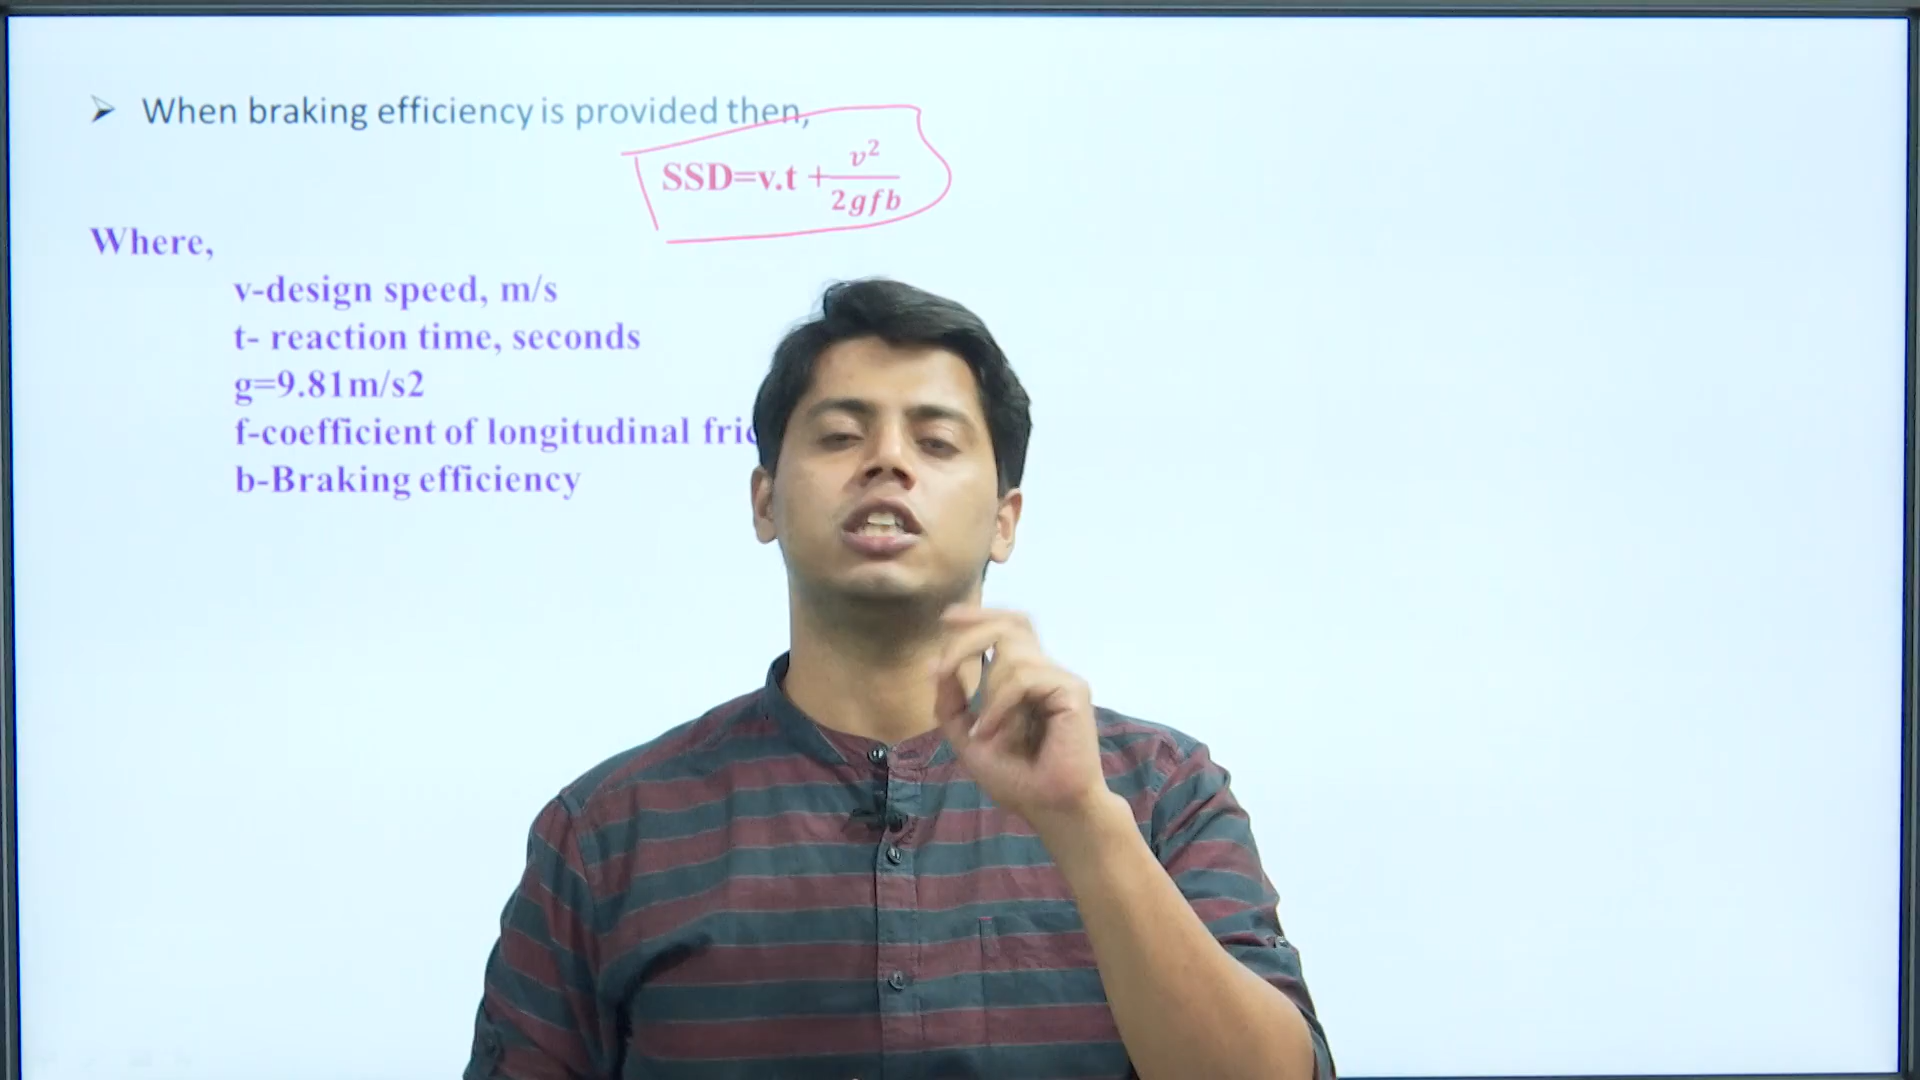 ➤ When braking efficiency is provided then,
SSD=v.t + v²/2gfb
Where,
v-design speed, m/s
t- reaction time, seconds
g=9.81m/s2
f-coefficient of longitudinal
b-Braking efficiency